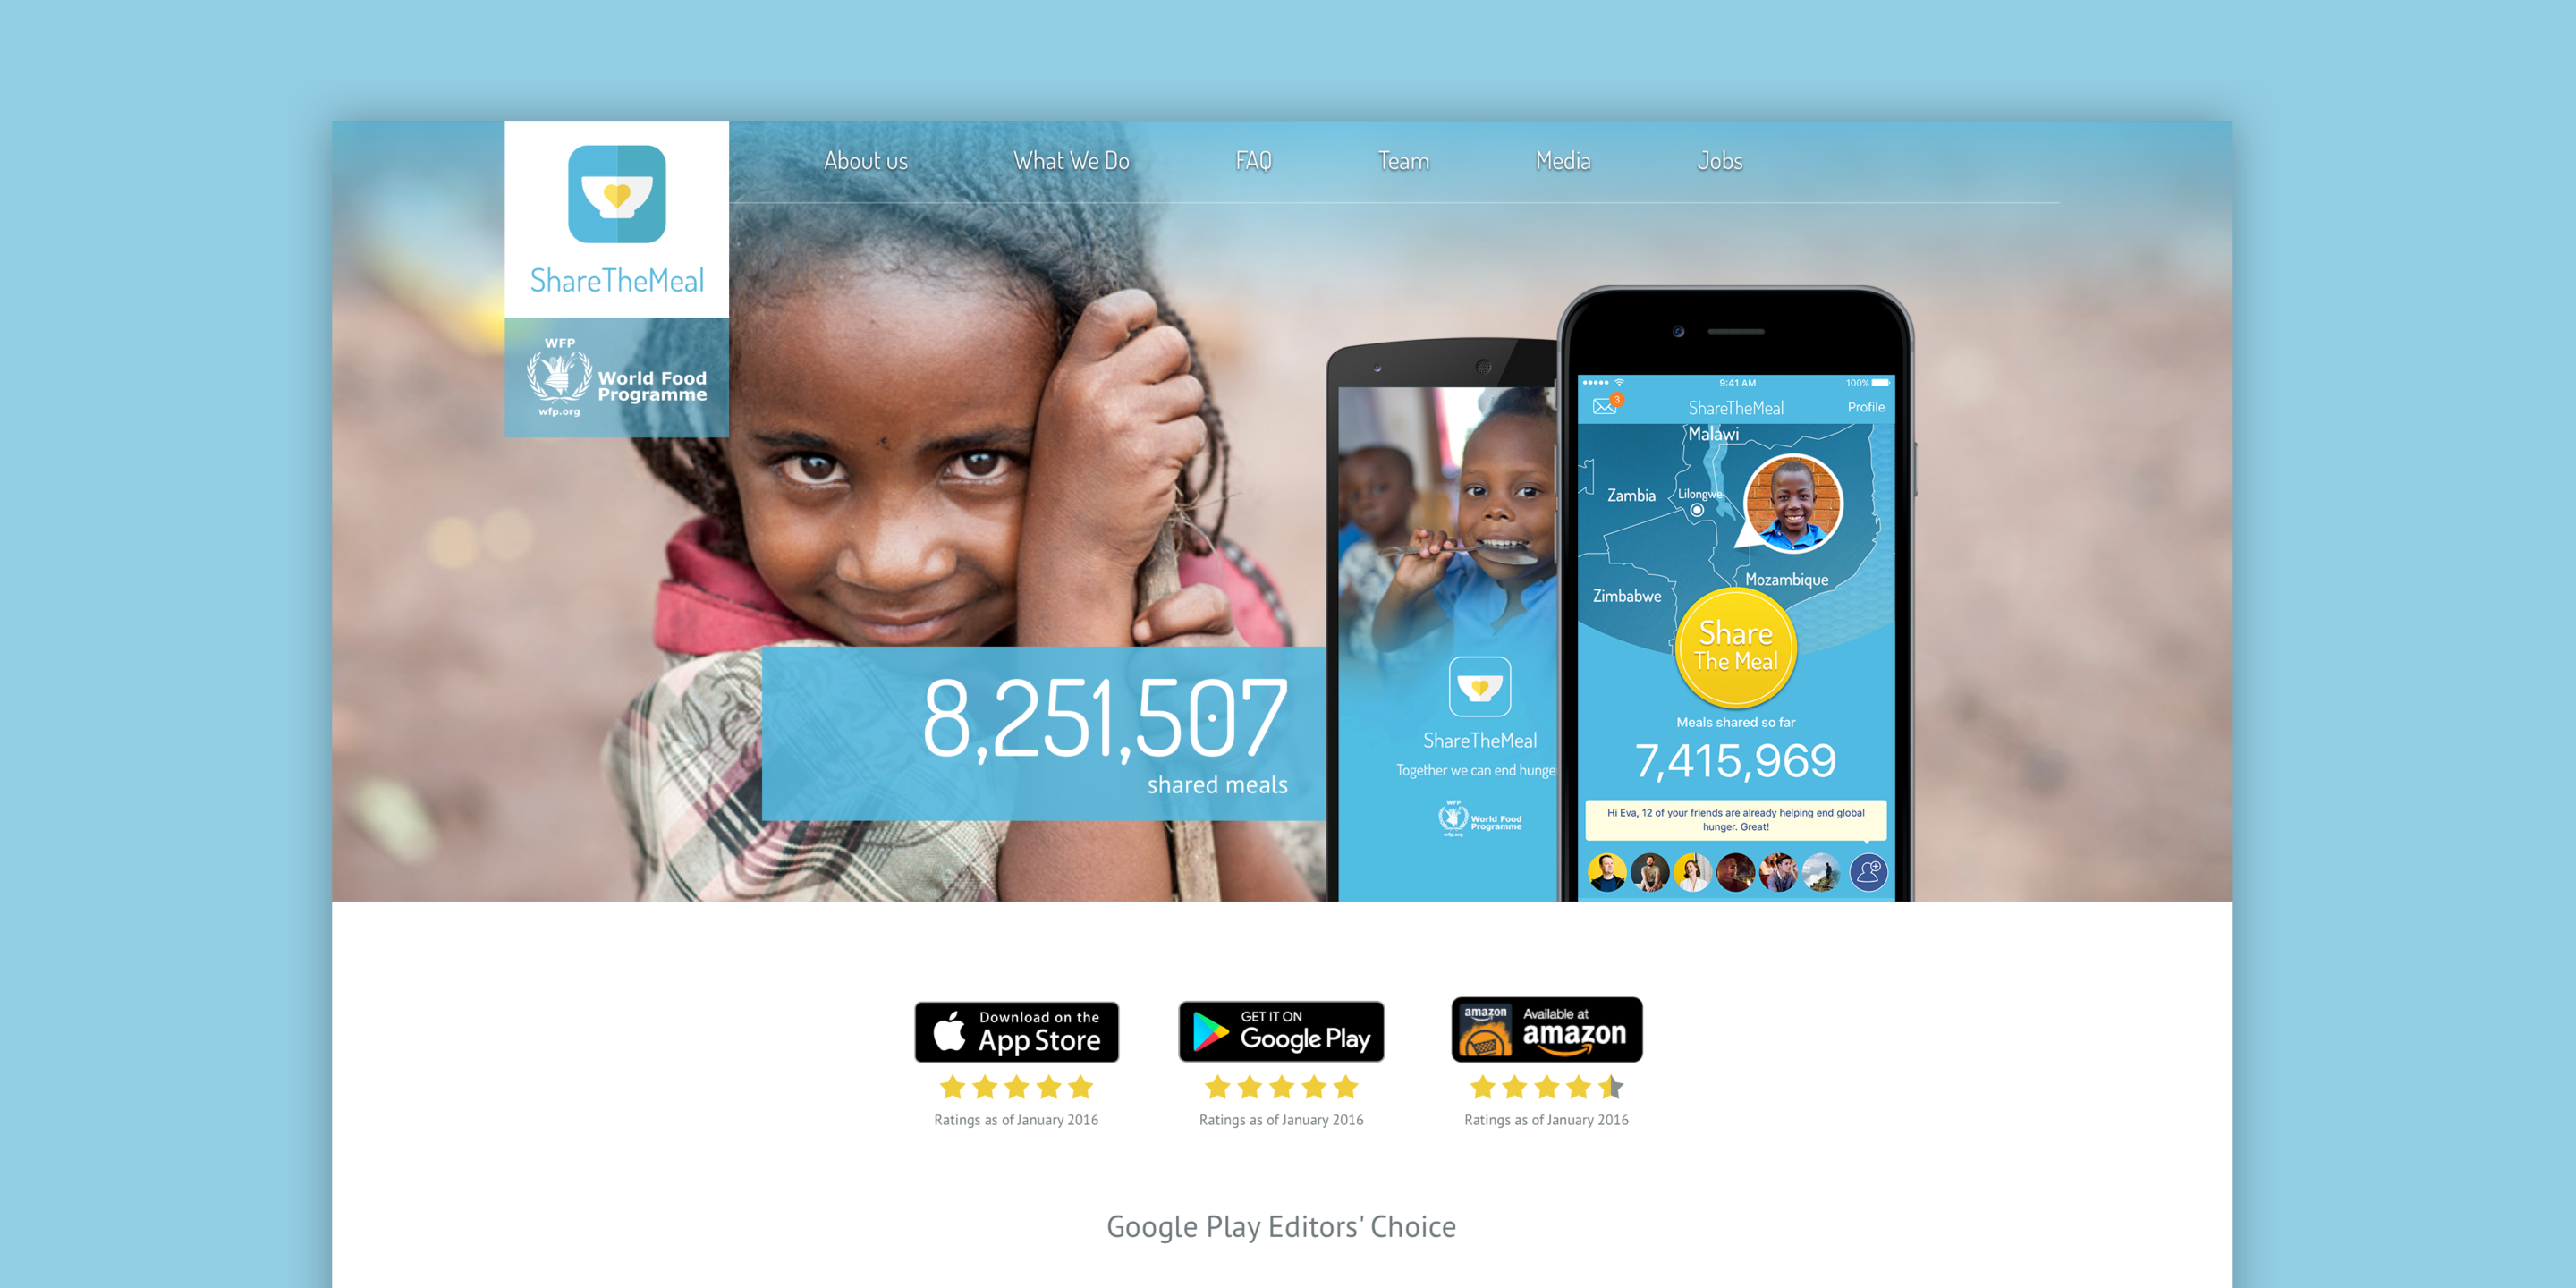 About us
What We Do
FAQ
Team
Media
Jobs
ShareTheMeal
WFP
World Food
Programme
wfp.org
8,251,507
shared meals
ShareTheMeal
Together we can end hunge
WFP
World Food
Programme
wfp.org
9:41 AM
100%
3
ShareTheMeal
Profile
Malawi
Zambia
Lilongwe
Mozambique
Zimbabwe
Share
The Meal
Meals shared so far
7,415,969
Hi Eva, 12 of your friends are already helping end global
hunger. Great!
Download on the
App Store
Ratings as of January 2016
GET IT ON
Google Play
Ratings as of January 2016
amazon
Available at
amazon
Ratings as of January 2016
Google Play Editors' Choice